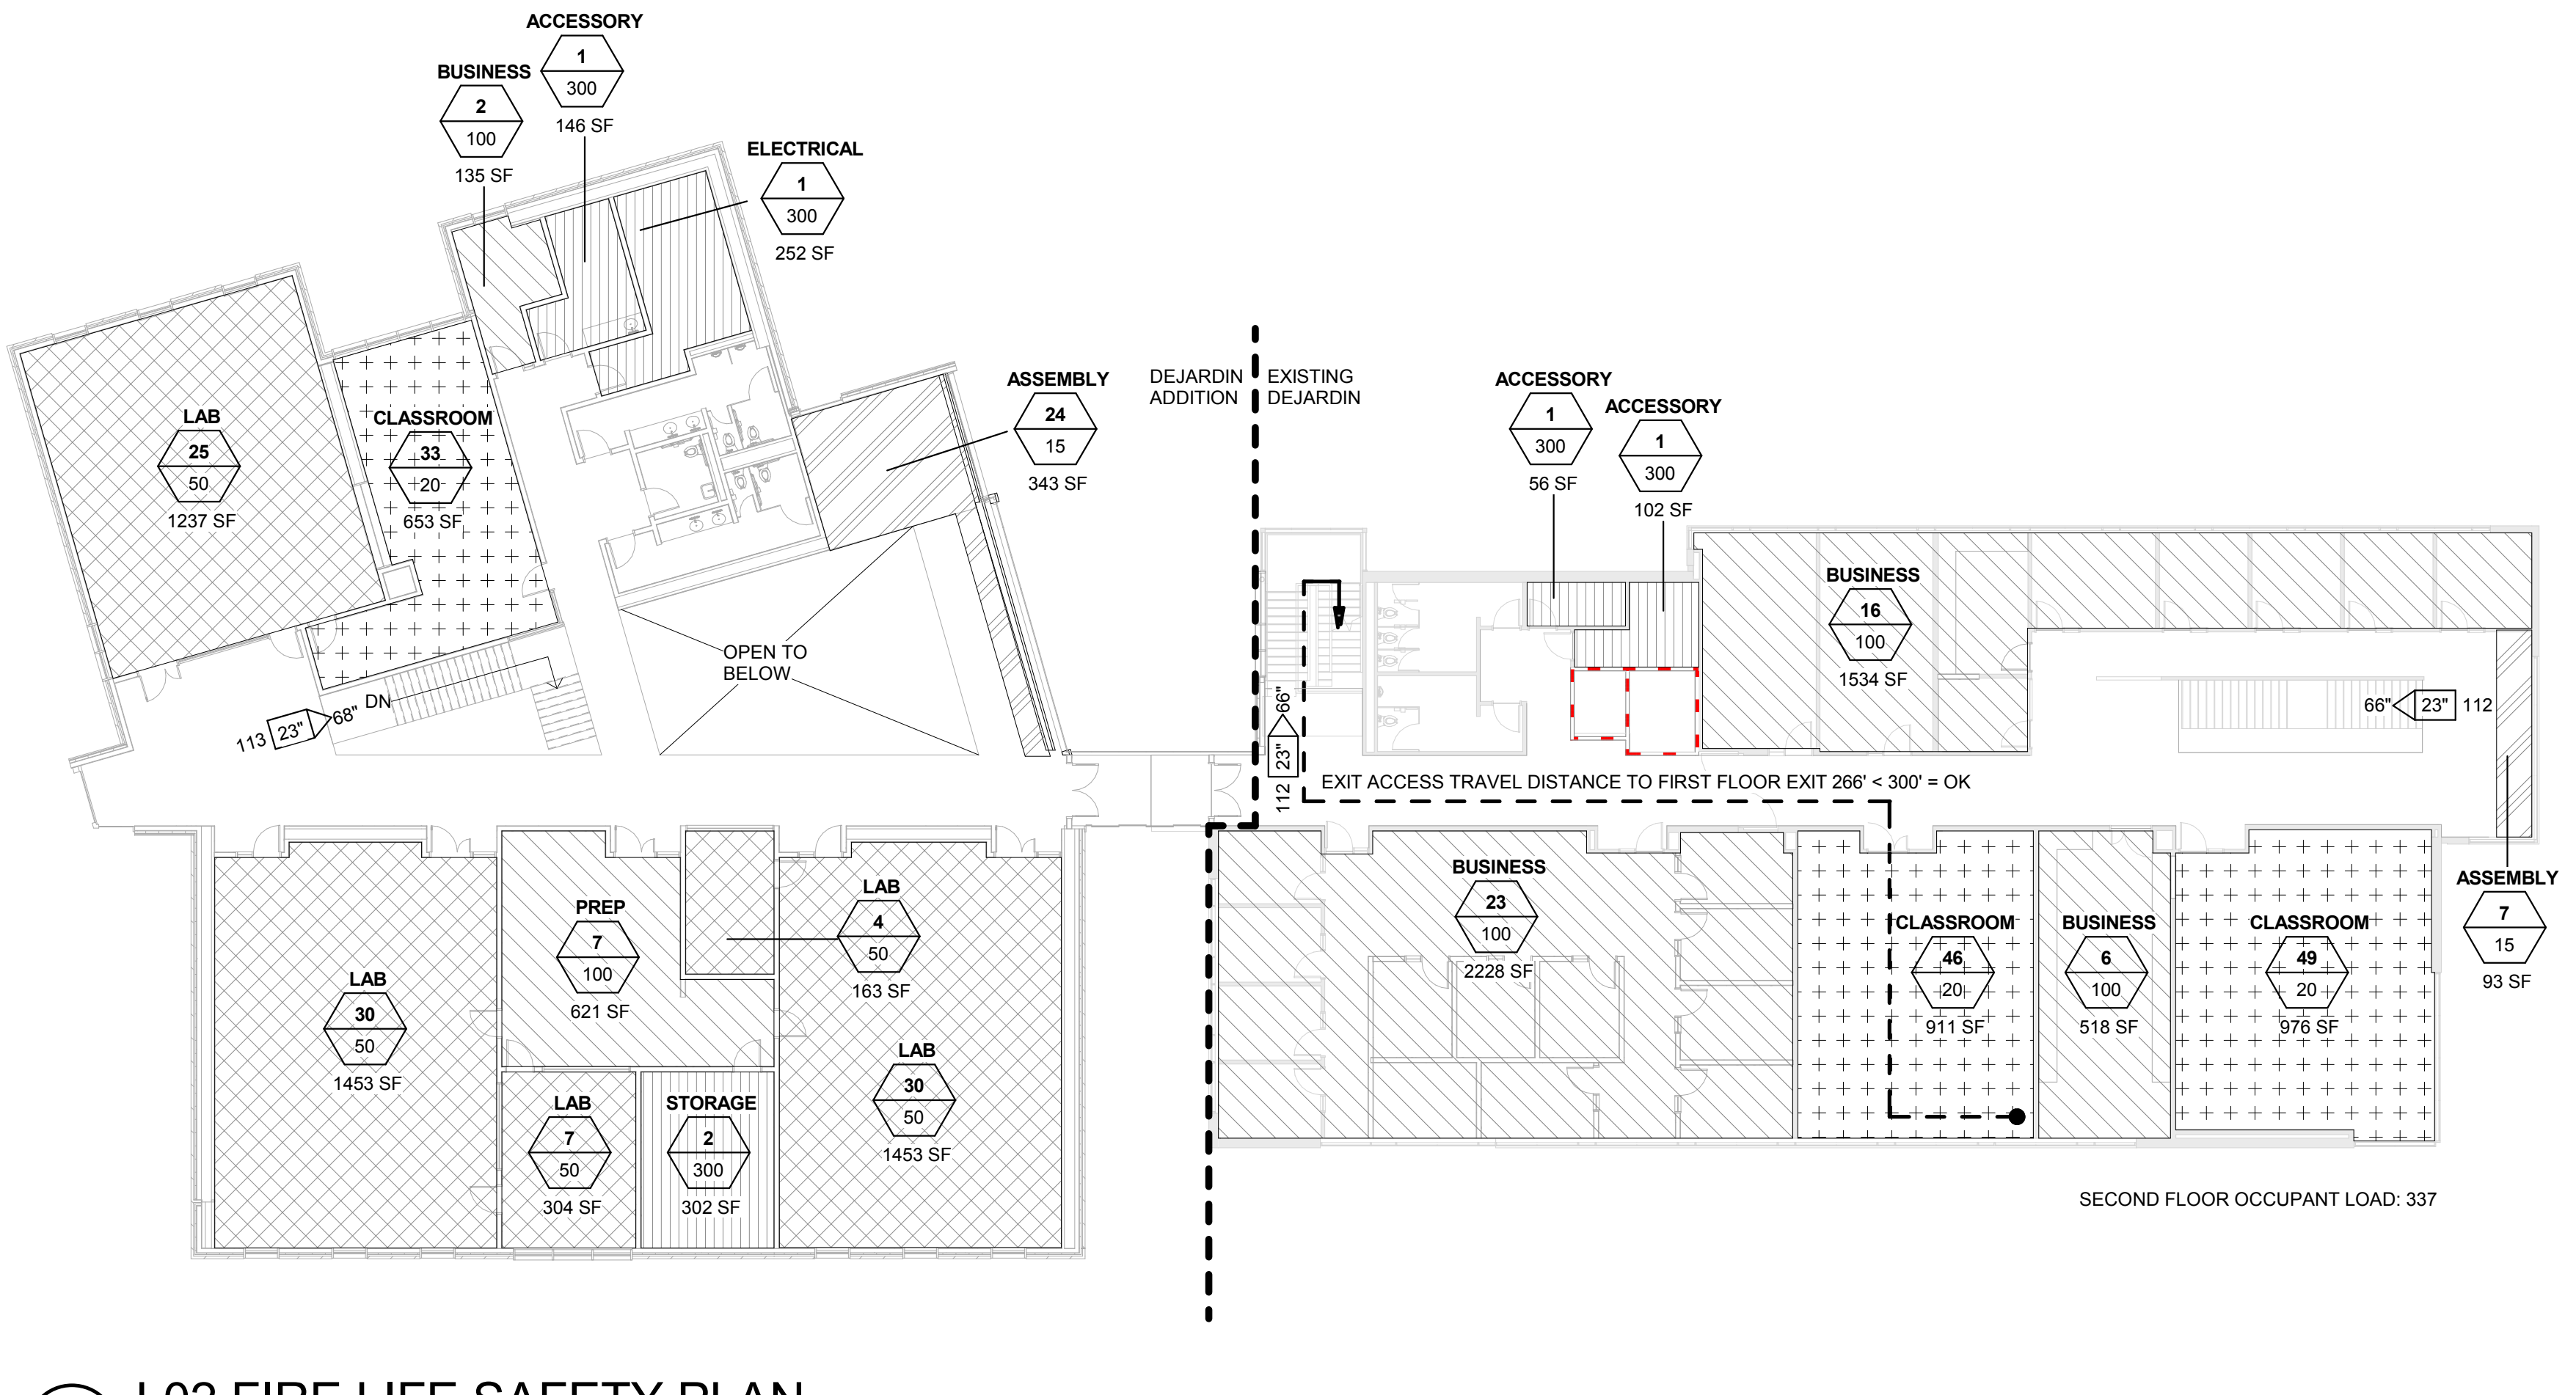 ACCESSORY
1
300
146 SF
BUSINESS
2
100
135 SF
ELECTRICAL
1
300
252 SF
LAB
25
50
1237 SF
CLASSROOM
33
20
653 SF
ASSEMBLY
24
15
343 SF
DEJARDIN
ADDITION
EXISTING
DEJARDIN
ACCESSORY
1
300
56 SF
ACCESSORY
1
300
102 SF
BUSINESS
16
100
1534 SF
OPEN TO
BELOW
DN
113 23" 68"
112 23" 66"
66" 23" 112
EXIT ACCESS TRAVEL DISTANCE TO FIRST FLOOR EXIT 266' < 300' = OK
LAB
30
50
1453 SF
PREP
7
100
621 SF
LAB
4
50
163 SF
LAB
30
50
1453 SF
LAB
7
50
304 SF
STORAGE
2
300
302 SF
BUSINESS
23
100
2228 SF
CLASSROOM
46
20
911 SF
BUSINESS
6
100
518 SF
CLASSROOM
49
20
976 SF
ASSEMBLY
7
15
93 SF
SECOND FLOOR OCCUPANT LOAD: 337
L02 FIRE LIFE SAFETY PLAN